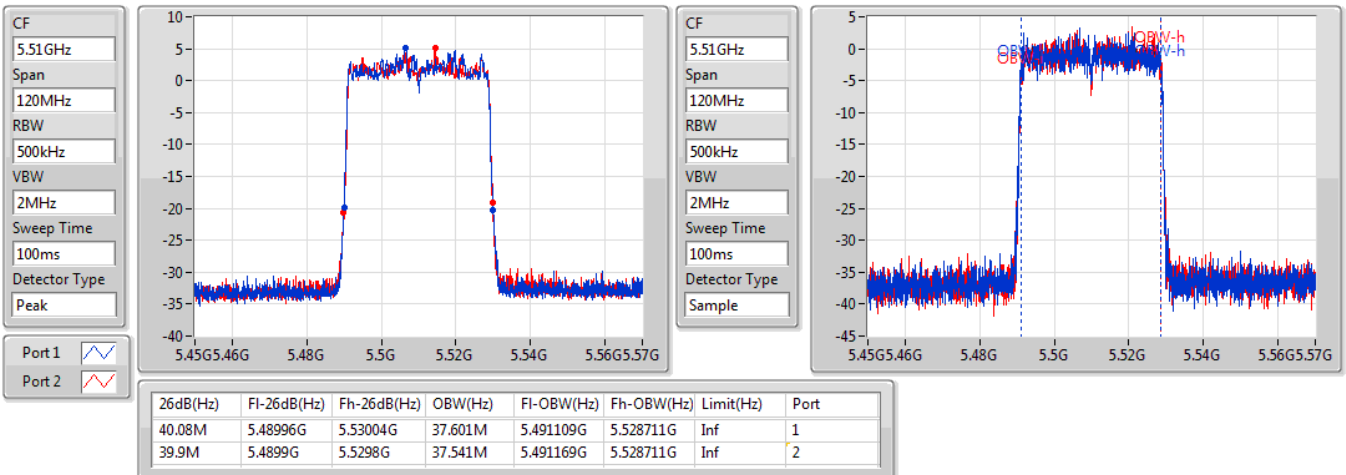 CF
5.51GHz
Span
120MHz
RBW
500kHz
VBW
2MHz
Sweep Time
100ms
Detector Type
Peak
Port 1
Port 2
10
5
0
-5
-10
-15
-20
-25
-30
-35
-40
5.45G 5.46G 5.48G 5.5G 5.52G 5.54G 5.56G 5.57G
CF
5.51GHz
Span
120MHz
RBW
500kHz
VBW
2MHz
Sweep Time
100ms
Detector Type
Sample
5
0
-5
-10
-15
-20
-25
-30
-35
-40
-45
OBW-h
5.45G 5.46G 5.48G 5.5G 5.52G 5.54G 5.56G 5.57G
26dB(Hz) Fl-26dB(Hz) Fh-26dB(Hz) OBW(Hz) Fl-OBW(Hz) Fh-OBW(Hz) Limit(Hz) Port
40.08M 5.48996G 5.53004G 37.601M 5.491109G 5.528711G Inf 1
39.9M 5.4899G 5.5298G 37.541M 5.491169G 5.528711G Inf 2